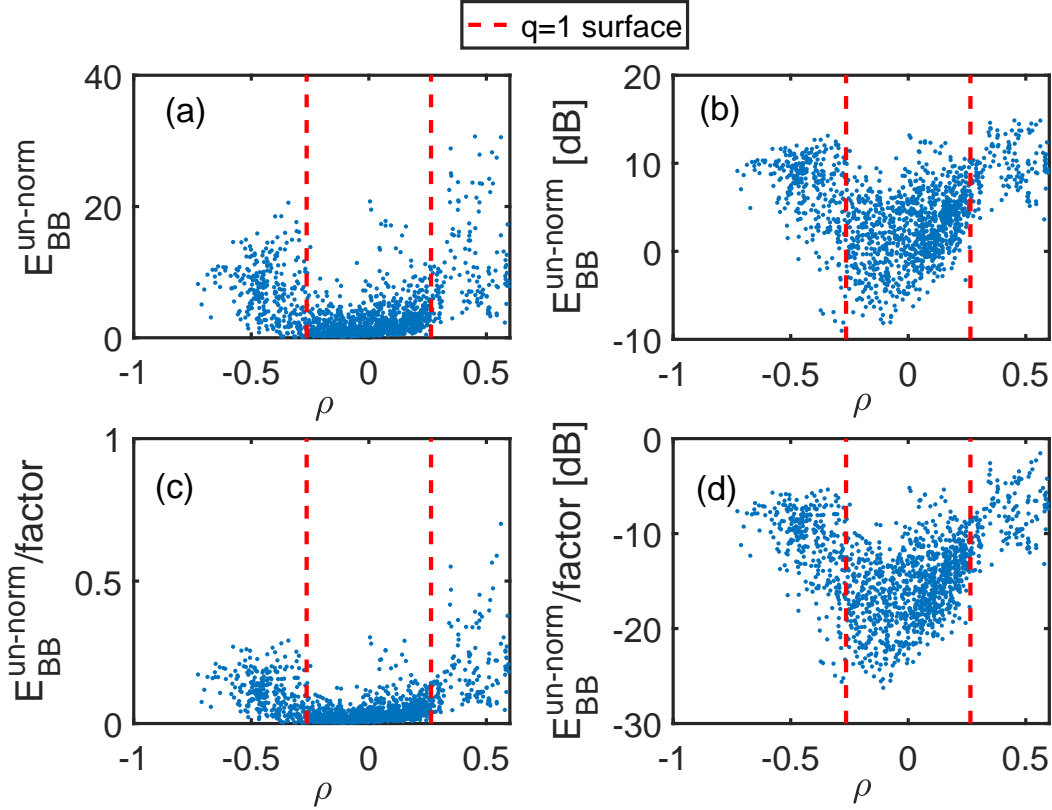 q=1 surface
(a)
E_BB^un-norm
40
20
0
-1 -0.5 0 0.5
ρ
(b)
E_BB^un-norm [dB]
20
10
0
-10
-1 -0.5 0 0.5
ρ
(c)
E_BB^un-norm/factor
1
0.5
0
-1 -0.5 0 0.5
ρ
(d)
E_BB^un-norm/factor [dB]
0
-10
-20
-30
-1 -0.5 0 0.5
ρ